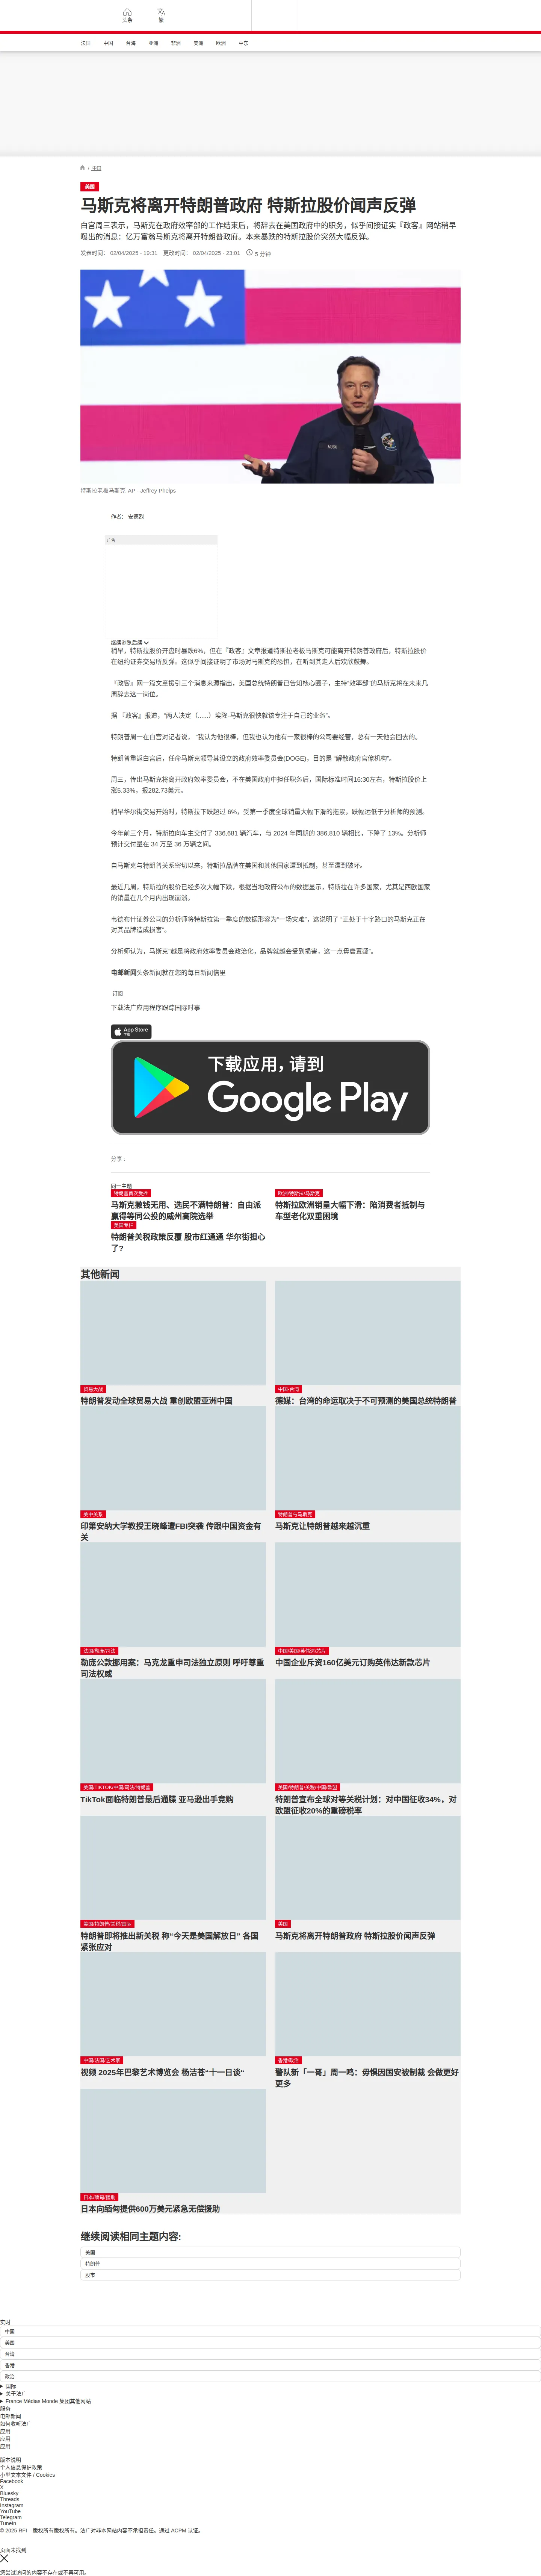 头条
繁
法国
中国
台海
亚洲
非洲
美洲
欧洲
中东
/ 中国
美国
马斯克将离开特朗普政府 特斯拉股价闻声反弹
白宫周三表示，马斯克在政府效率部的工作结束后，将辞去在美国政府中的职务，似乎间接证实『政客』网站稍早
曝出的消息：亿万富翁马斯克将离开特朗普政府。本来暴跌的特斯拉股价突然大幅反弹。
发表时间： 02/04/2025 - 19:31 更改时间： 02/04/2025 - 23:01 5 分钟
特斯拉老板马斯克 AP - Jeffrey Phelps
作者： 安德烈
广告
继续浏览后续
稍早，特斯拉股价开盘时暴跌6%，但在『政客』文章报道特斯拉老板马斯克可能离开特朗普政府后，特斯拉股价
在纽约证券交易所反弹。这似乎间接证明了市场对马斯克的恐惧，在听到其走人后欢欣鼓舞。
『政客』网一篇文章援引三个消息来源指出，美国总统特朗普已告知核心圈子，主持“效率部”的马斯克将在未来几
周辞去这一岗位。
据 『政客』报道，“两人决定（......）埃隆-马斯克很快就该专注于自己的业务”。
特朗普周一在白宫对记者说， “我认为他很棒，但我也认为他有一家很棒的公司要经营，总有一天他会回去的。
特朗普重返白宫后，任命马斯克领导其设立的政府效率委员会(DOGE)，目的是 “解散政府官僚机构”。
周三，传出马斯克将离开政府效率委员会，不在美国政府中担任职务后，国际标准时间16:30左右，特斯拉股价上
涨5.33%，报282.73美元。
稍早华尔街交易开始时，特斯拉下跌超过 6%，受第一季度全球销量大幅下滑的拖累，跌幅远低于分析师的预测。
今年前三个月，特斯拉向车主交付了 336,681 辆汽车，与 2024 年同期的 386,810 辆相比，下降了 13%。分析师
预计交付量在 34 万至 36 万辆之间。
自马斯克与特朗普关系密切以来，特斯拉品牌在美国和其他国家遭到抵制，甚至遭到破坏。
最近几周，特斯拉的股价已经多次大幅下跌，根据当地政府公布的数据显示，特斯拉在许多国家，尤其是西欧国家
的销量在几个月内出现崩溃。
韦德布什证券公司的分析师将特斯拉第一季度的数据形容为“一场灾难”，这说明了 “正处于十字路口的马斯克正在
对其品牌造成损害”。
分析师认为，马斯克”越是将政府效率委员会政治化，品牌就越会受到损害，这一点毋庸置疑”。
电邮新闻头条新闻就在您的每日新闻信里
订阅
下载法广应用程序跟踪国际时事
App Store
下载应用，请到
Google Play
分享 :
同一主题
特朗普首次空挫
马斯克撒钱无用、选民不满特朗普：自由派
赢得等同公投的威州高院选举
欧洲/特斯拉/马斯克
特斯拉欧洲销量大幅下滑：陷消费者抵制与
车型老化双重困境
美国专栏
特朗普关税政策反覆 股市红通通 华尔街担心
了?
其他新闻
贸易大战
特朗普发动全球贸易大战 重创欧盟亚洲中国
中国-台湾
德媒：台湾的命运取决于不可预测的美国总统特朗普
美中关系
印第安纳大学教授王晓峰遭FBI突袭 传跟中国资金有
关
特朗普与马斯克
马斯克让特朗普越来越沉重
法国/勒庞/司法
勒庞公款挪用案：马克龙重申司法独立原则 呼吁尊重
司法权威
中国/美国/英伟达/芯片
中国企业斥资160亿美元订购英伟达新款芯片
美国/TIKTOK/中国/司法/特朗普
TikTok面临特朗普最后通牒 亚马逊出手竞购
美国/特朗普/关税/中国/欧盟
特朗普宣布全球对等关税计划：对中国征收34%，对
欧盟征收20%的重磅税率
美国/特朗普/关税/国际
特朗普即将推出新关税 称“今天是美国解放日” 各国
紧张应对
美国
马斯克将离开特朗普政府 特斯拉股价闻声反弹
中国/法国/艺术家
视频 2025年巴黎艺术博览会 杨洁苍“十一日谈”
香港/政治
警队新「一哥」周一鸣：毋惧因国安被制裁 会做更好
更多
日本/缅甸/援助
日本向缅甸提供600万美元紧急无偿援助
继续阅读相同主题内容:
美国
特朗普
股市
实时
中国
美国
台湾
香港
政治
国际
关于法广
France Médias Monde 集团其他网站
服务
电邮新闻
如何收听法广
应用
应用
应用
版本说明
个人信息保护政策
小型文本文件 / Cookies
Facebook
X
Bluesky
Threads
Instagram
YouTube
Telegram
TuneIn
© 2025 RFI – 版权所有版权所有。法广对非本网站内容不承担责任。通过 ACPM 认证。
页面未找到
您尝试访问的内容不存在或不再可用。